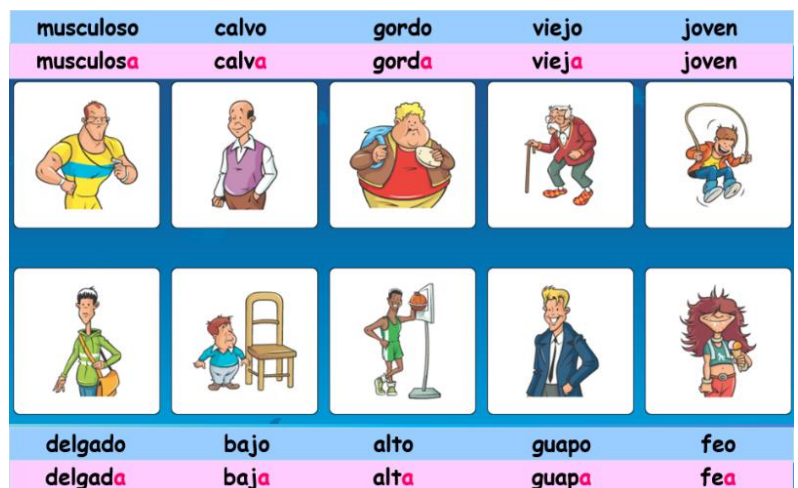 musculoso calvo gordo viejo joven
musculosa calva gorda vieja joven
delgado bajo alto guapo feo
delgada baja alta guapa fea